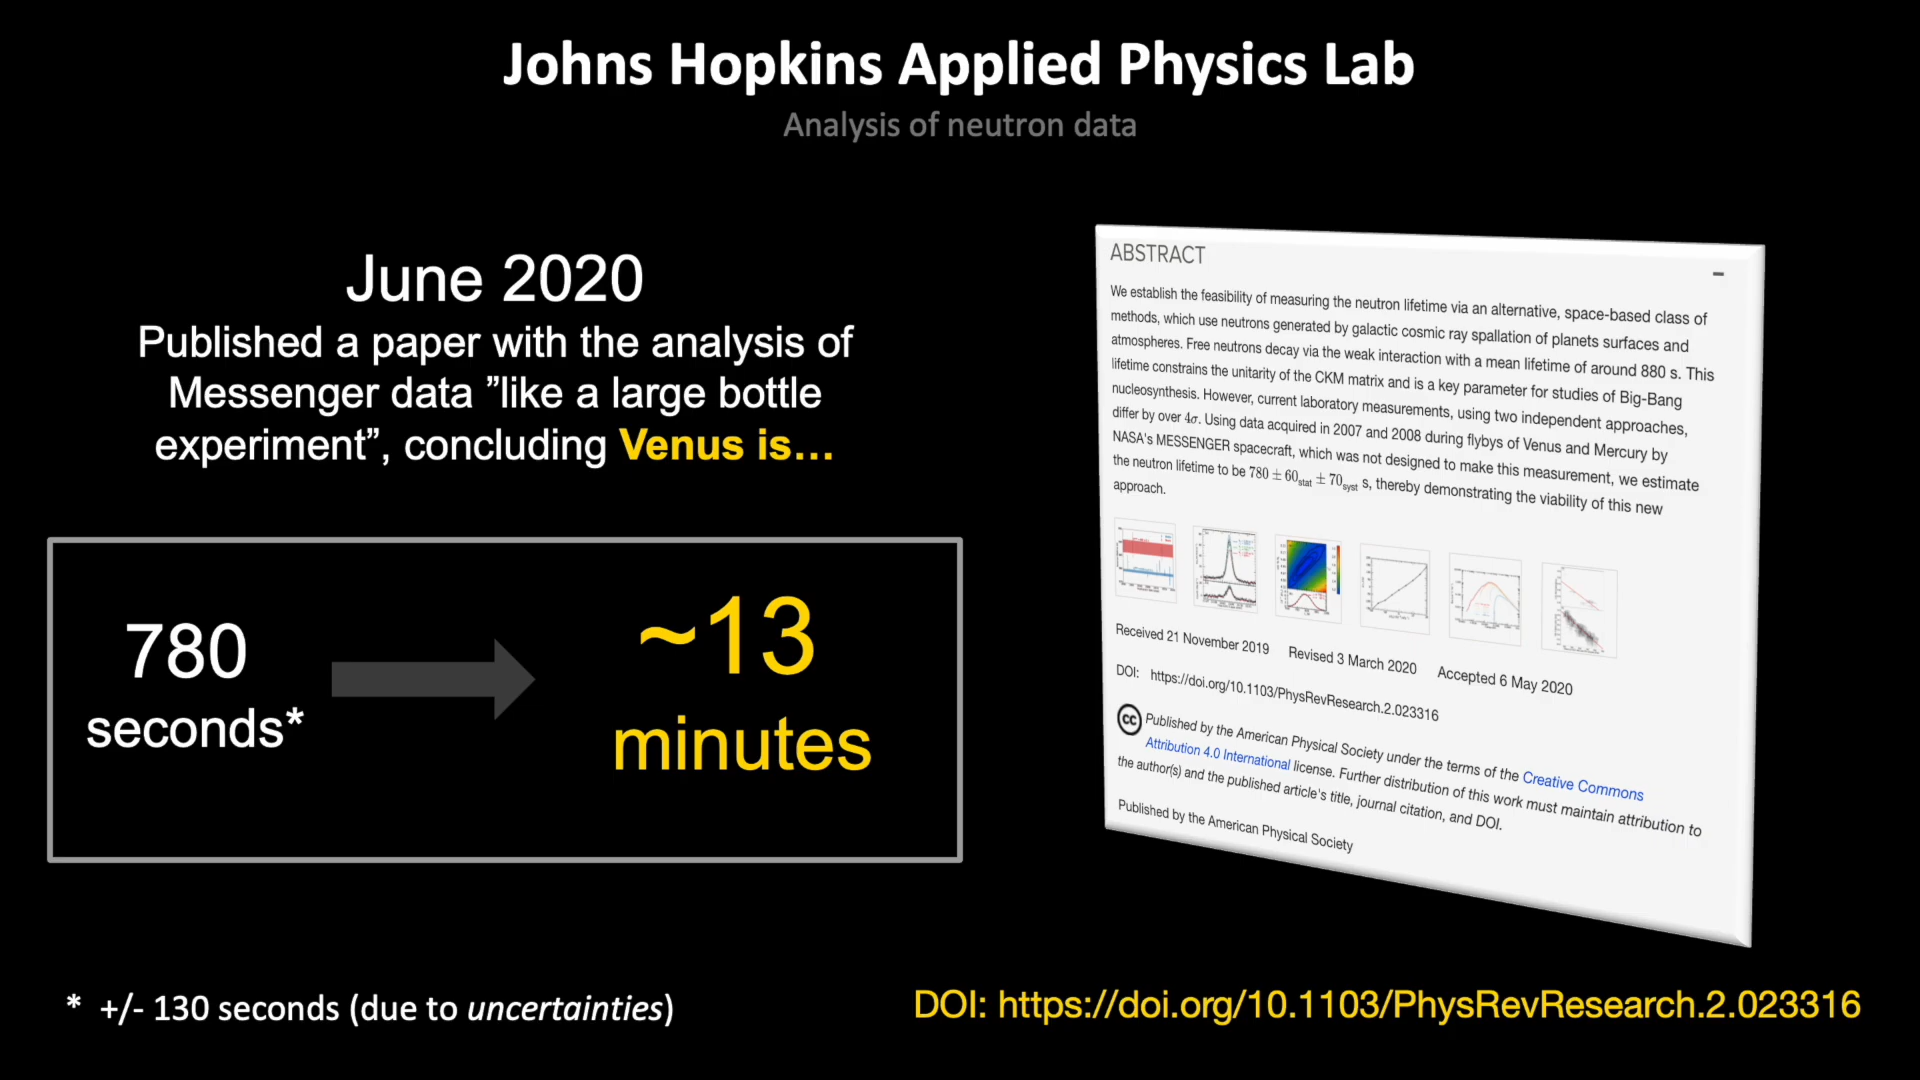 Johns Hopkins Applied Physics Lab
Analysis of neutron data
June 2020
Published a paper with the analysis of
Messenger data ”like a large bottle
experiment”, concluding Venus is...
780
seconds*
~13
minutes
* +/- 130 seconds (due to uncertainties)
ABSTRACT
We establish the feasibility of measuring the neutron lifetime via an alternative, space-based class of
methods, which use neutrons generated by galactic cosmic ray spallation of planets surfaces and
atmospheres. Free neutrons decay via the weak interaction with a mean lifetime of around 880 s. This
lifetime constrains the unitarity of the CKM matrix and is a key parameter for studies of Big-Bang
nucleosynthesis. However, current laboratory measurements, using two independent approaches,
differ by over 4σ. Using data acquired in 2007 and 2008 during flybys of Venus and Mercury by
NASA's MESSENGER spacecraft, which was not designed to make this measurement, we estimate
the neutron lifetime to be 780 ± 60stat ± 70syst s, thereby demonstrating the viability of this new
approach.
Received 21 November 2019 Revised 3 March 2020 Accepted 6 May 2020
DOI: https://doi.org/10.1103/PhysRevResearch.2.023316
cc Published by the American Physical Society under the terms of the Creative Commons
Attribution 4.0 International license. Further distribution of this work must maintain attribution to
the author(s) and the published article's title, journal citation, and DOI.
Published by the American Physical Society
DOI: https://doi.org/10.1103/PhysRevResearch.2.023316